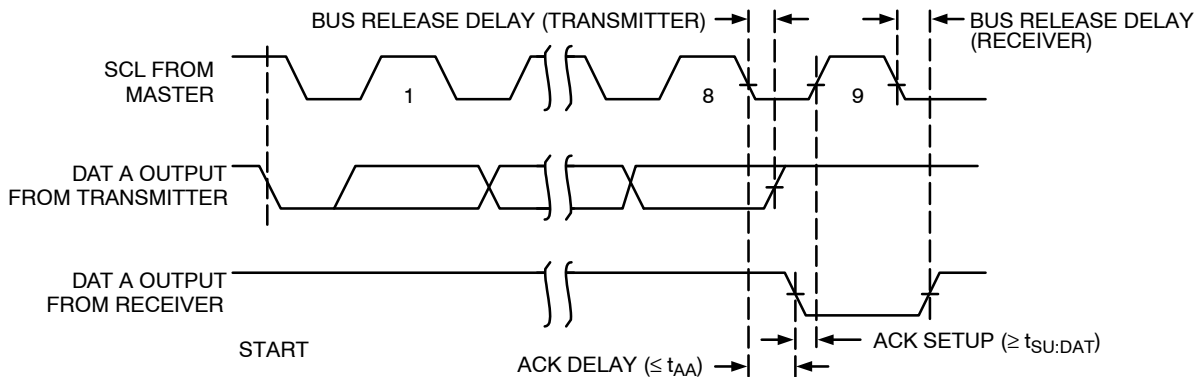 BUS RELEASE DELAY (TRANSMITTER)
BUS RELEASE DELAY
(RECEIVER)
SCL FROM
MASTER
1
8
9
DAT A OUTPUT
FROM TRANSMITTER
DAT A OUTPUT
FROM RECEIVER
START
ACK SETUP (≥ tSU:DAT)
ACK DELAY (≤ tAA)